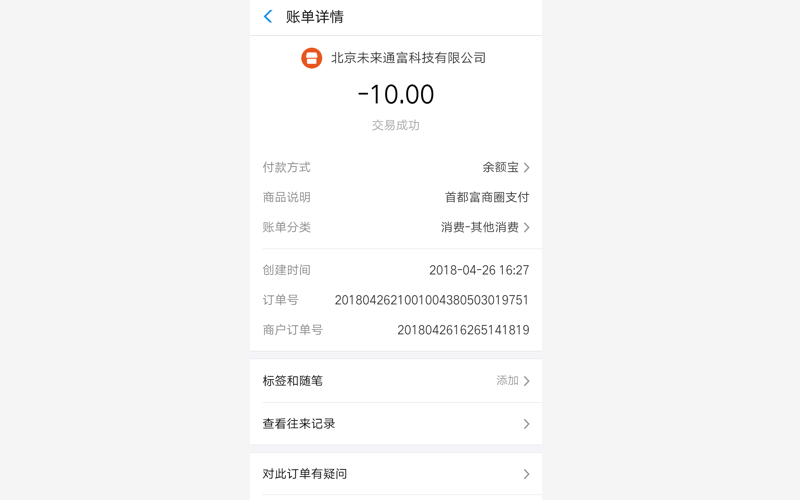 账单详情
北京未来通富科技有限公司
-10.00
交易成功
付款方式 余额宝
商品说明 首都富商圈支付
账单分类 消费-其他消费
创建时间 2018-04-26 16:27
订单号 2018042621001004380503019751
商户订单号 2018042616265141819
标签和随笔 添加
查看往来记录
对此订单有疑问